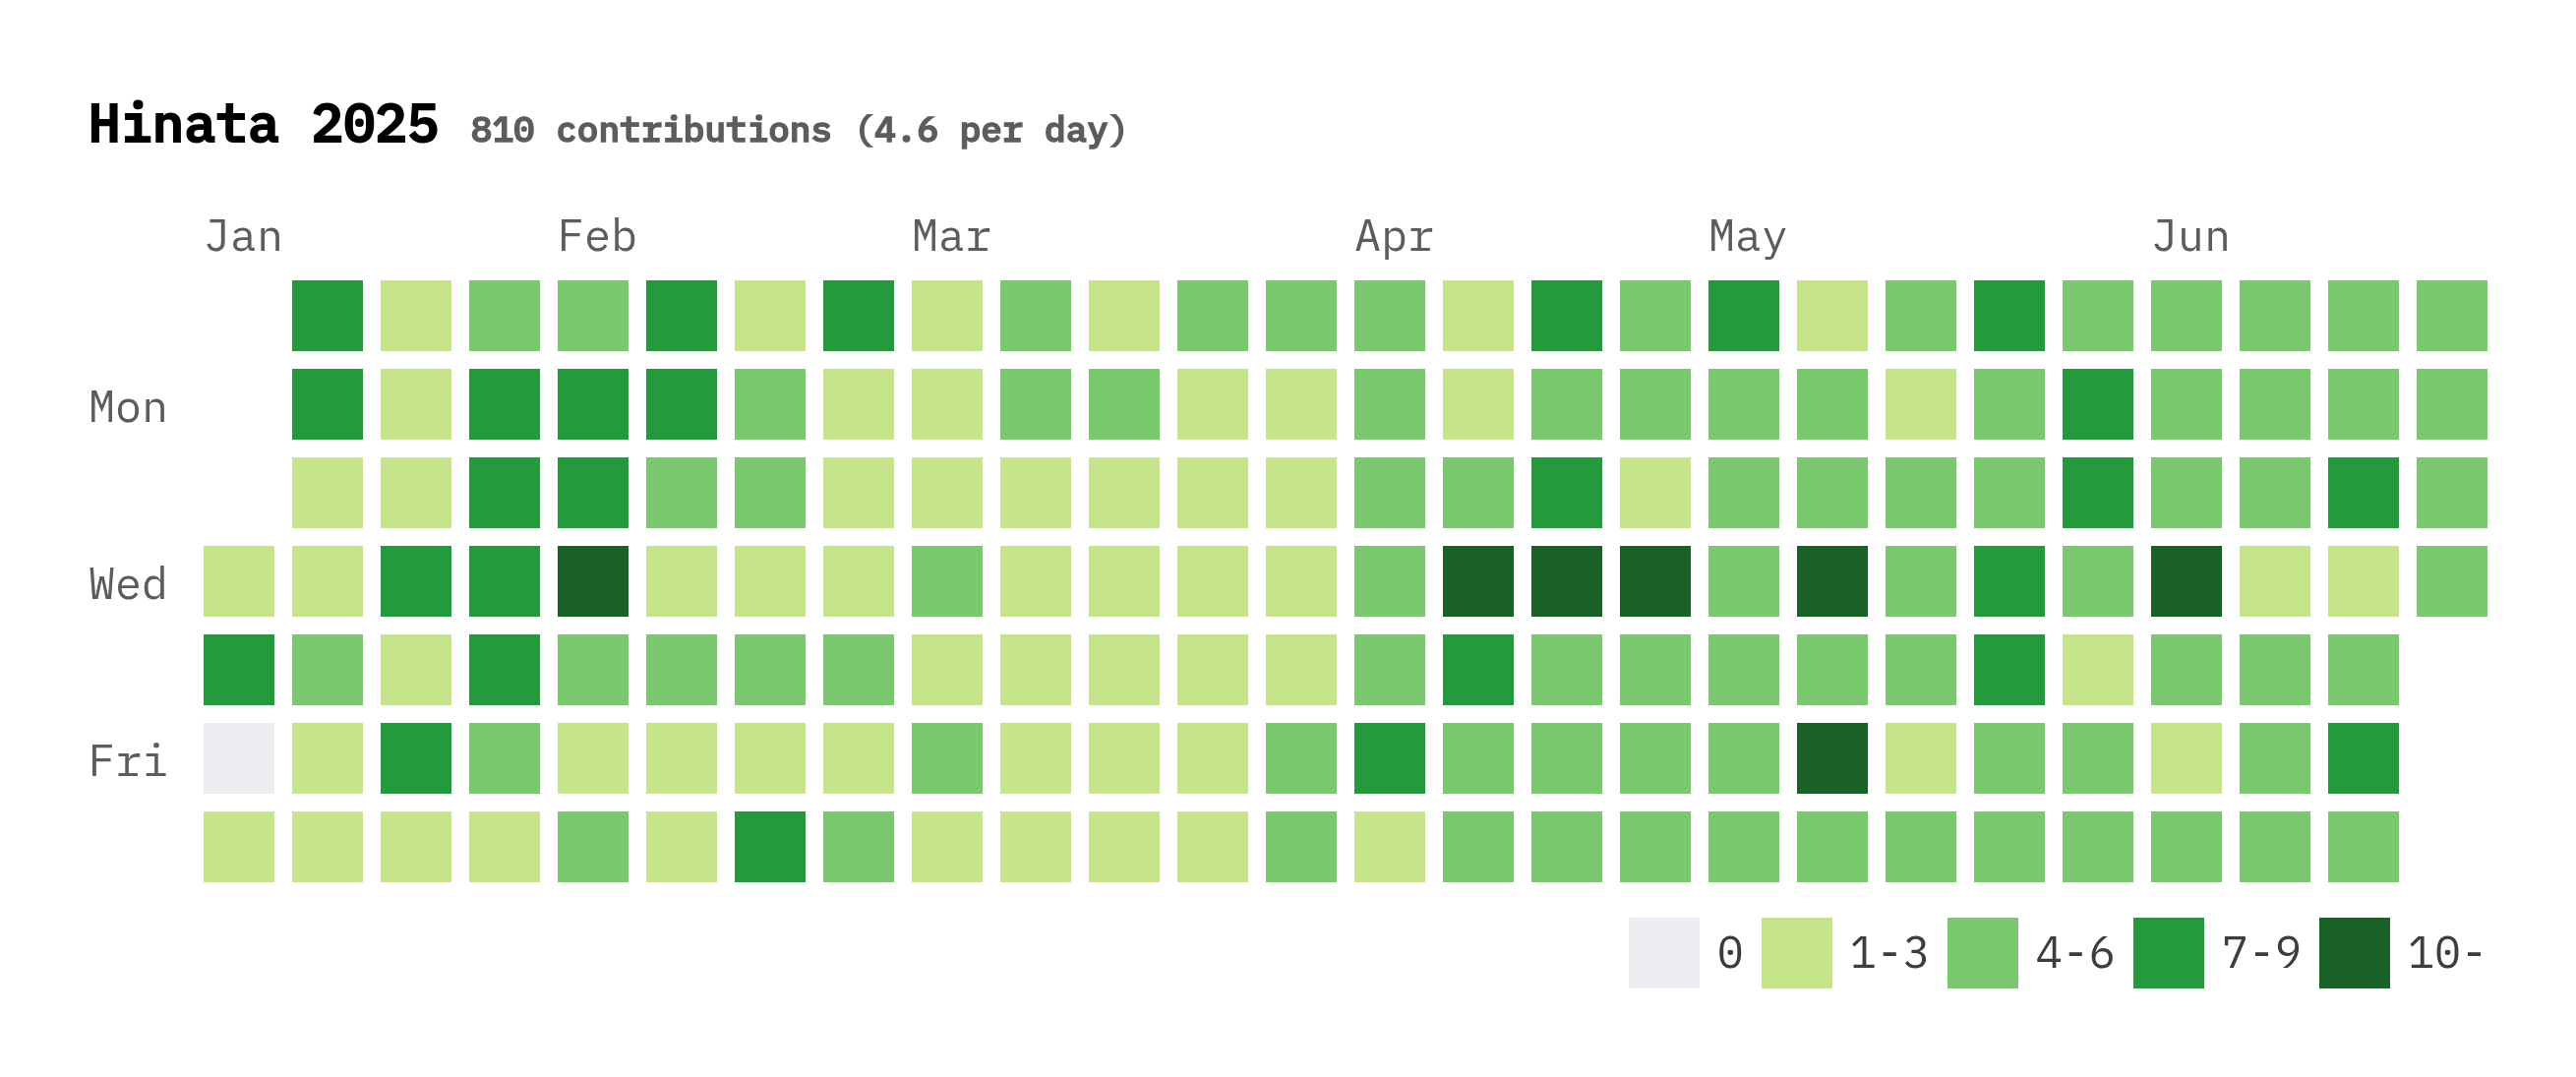 Hinata 2025 810 contributions (4.6 per day)
Jan Feb Mar Apr May Jun
Mon
Wed
Fri
0 1-3 4-6 7-9 10-